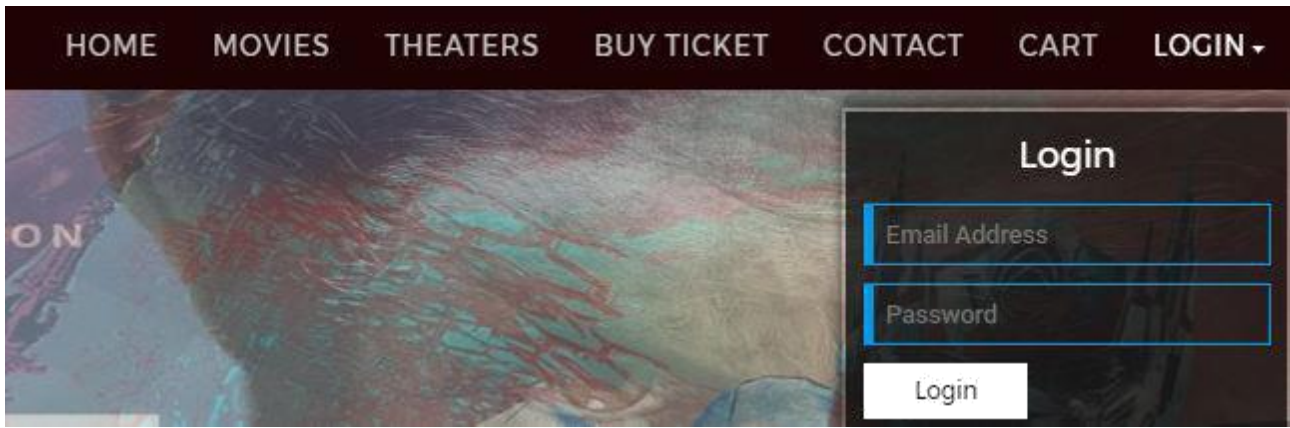 HOME MOVIES THEATERS BUY TICKET CONTACT CART LOGIN
Login
ON
Email Address
Password
Login